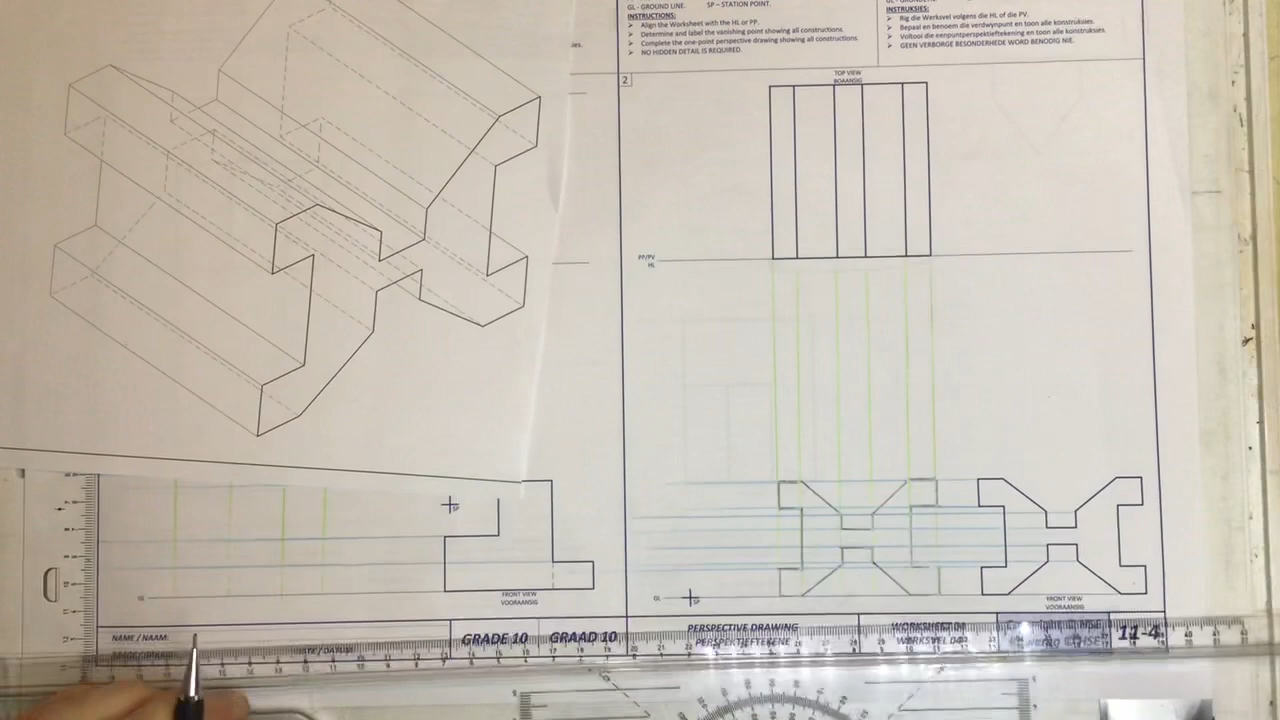 GL - GROUND LINE. SP – STATION POINT.
INSTRUCTIONS:
Align the Worksheet with the HL or PP.
Determine and label the vanishing point showing all constructions.
Complete the one-point perspective drawing showing all constructions.
NO HIDDEN DETAIL IS REQUIRED.
INSTRUKSIES:
Rig die Werksvel volgens die HL of die PV.
Bepaal en benoem die verdwynpunt en toon alle konstruksies.
Voltooi die eenpuntperspektieftekening en toon alle konstruksies.
GEEN VERBORGE BESONDERHEDE WORD BENODIG NIE.
2
TOP VIEW
BOAANSIG
PP/PV
HL
SP
GL
FRONT VIEW
VOORAANSIG
GL
SP
FRONT VIEW
VOORAANSIG
NAME / NAAM:
GRADE 10
GRAAD 10
PERSPECTIVE DRAWING
PERSPEKTIEFTEKENE
WORKSHEET 04
WERKSVEL 04
11-4